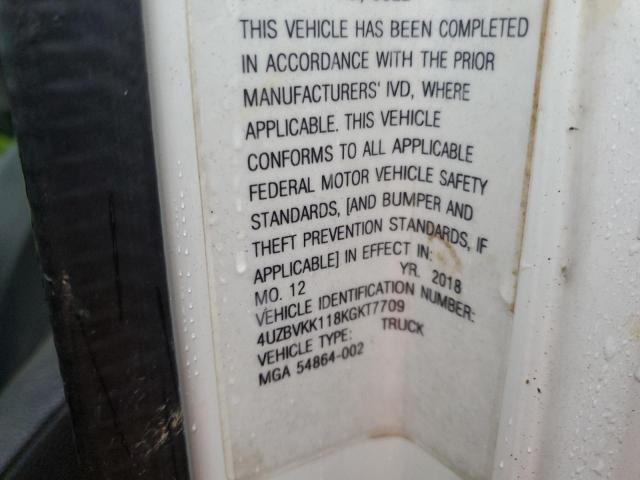 THIS VEHICLE HAS BEEN COMPLETED
IN ACCORDANCE WITH THE PRIOR
MANUFACTURERS' IVD, WHERE
APPLICABLE. THIS VEHICLE
CONFORMS TO ALL APPLICABLE
FEDERAL MOTOR VEHICLE SAFETY
STANDARDS, [AND BUMPER AND
THEFT PREVENTION STANDARDS, IF
APPLICABLE] IN EFFECT IN:
MO. 12 YR. 2018
VEHICLE IDENTIFICATION NUMBER:
4UZBVKK118KGKT7709
VEHICLE TYPE: TRUCK
MGA 54864-002